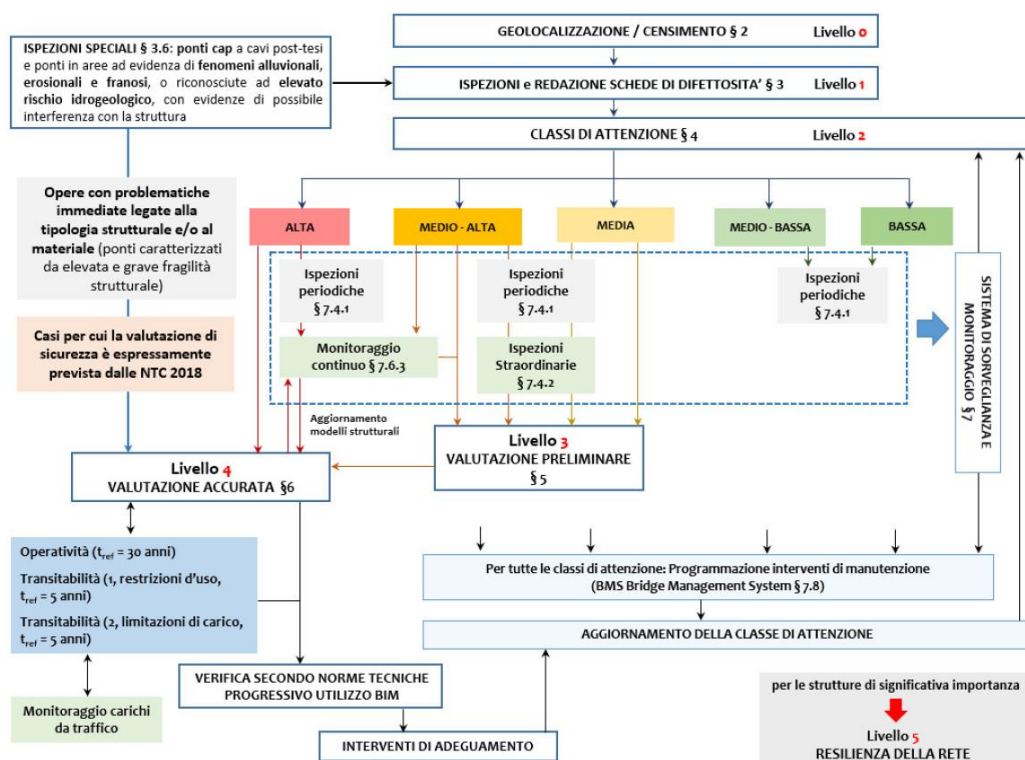 GEOLOCALIZZAZIONE / CENSIMENTO § 2 Livello 0
ISPEZIONI SPECIALI § 3.6: ponti cap a cavi post-tesi
e ponti in aree ad evidenza di fenomeni alluvionali,
erosionali e franosi, o riconosciute ad elevato
rischio idrogeologico, con evidenze di possibile
interferenza con la struttura
ISPEZIONI e REDAZIONE SCHEDE DI DIFETTOSITA' § 3 Livello 1
CLASSI DI ATTENZIONE § 4 Livello 2
Opere con problematiche
immediate legate alla
tipologia strutturale e/o al
materiale (ponti caratterizzati
da elevata e grave fragilità
strutturale)
Casi per cui la valutazione di
sicurezza è espressamente
prevista dalle NTC 2018
ALTA
MEDIO - ALTA
MEDIA
MEDIO - BASSA
BASSA
Ispezioni
periodiche
§ 7.4.1
Monitoraggio
continuo § 7.6.3
Ispezioni
periodiche
§ 7.4.1
Ispezioni
Straordinarie
§ 7.4.2
Ispezioni
periodiche
§ 7.4.1
SISTEMA DI SORVEGLIANZA E
MONITORAGGIO §7
Aggiornamento
modelli strutturali
Livello 3
VALUTAZIONE PRELIMINARE
§ 5
Livello 4
VALUTAZIONE ACCURATA §6
Operatività (tref = 30 anni)
Transitabilità (1, restrizioni d'uso,
tref = 5 anni)
Transitabilità (2, limitazioni di carico,
tref = 5 anni)
Monitoraggio carichi
da traffico
Per tutte le classi di attenzione: Programmazione interventi di manutenzione
(BMS Bridge Management System § 7.8)
AGGIORNAMENTO DELLA CLASSE DI ATTENZIONE
VERIFICA SECONDO NORME TECNICHE
PROGRESSIVO UTILIZZO BIM
INTERVENTI DI ADEGUAMENTO
per le strutture di significativa importanza
Livello 5
RESILIENZA DELLA RETE